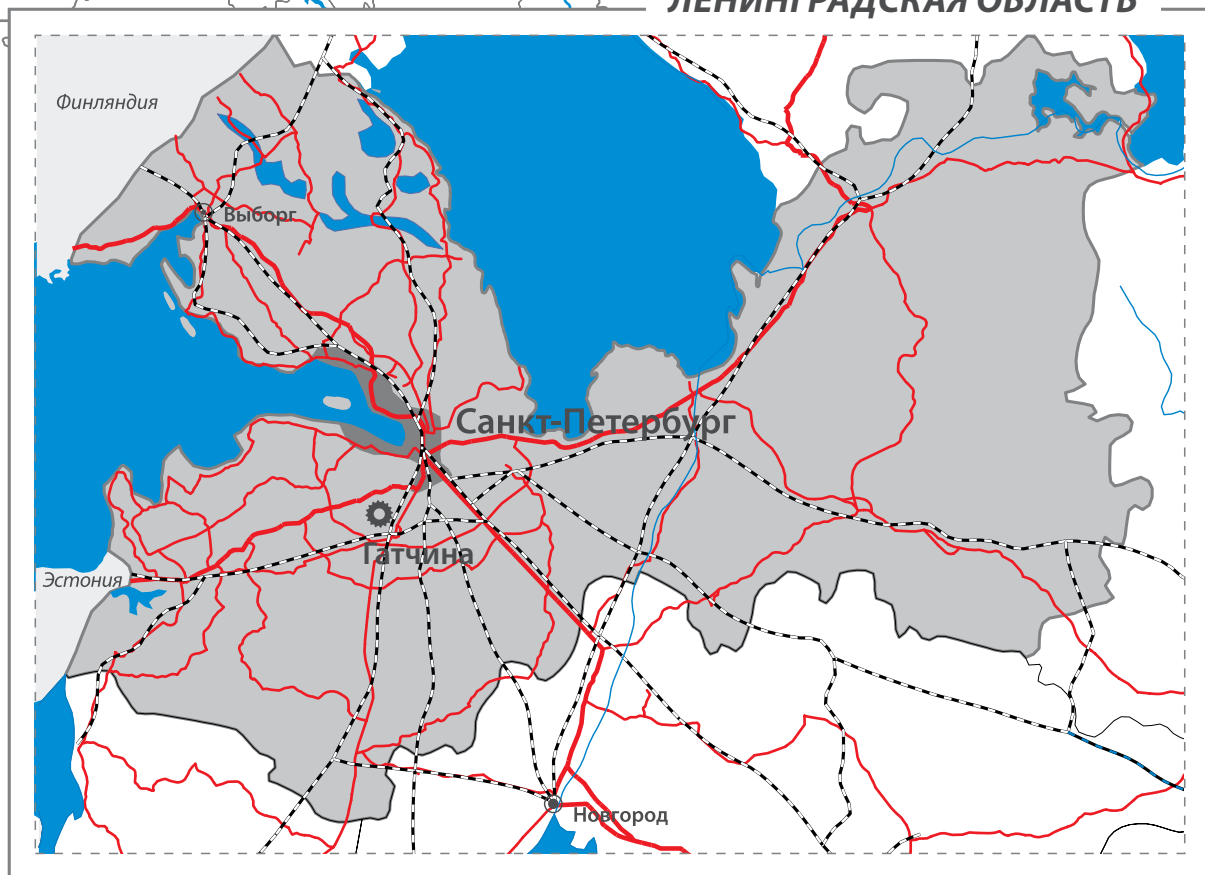 ЛЕНИНГРАДСКАЯ ОБЛАСТЬ
Финляндия
Выборг
Санкт-Петербург
Гатчина
Эстония
Новгород